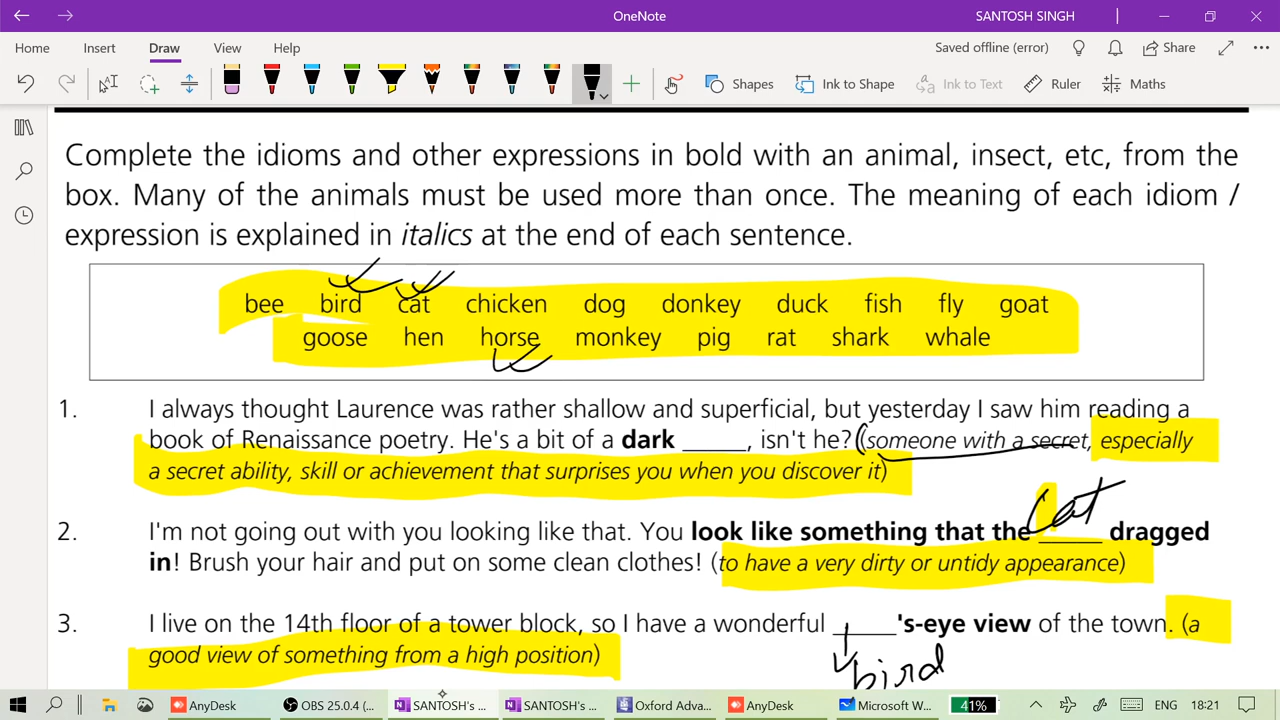 OneNote
SANTOSH SINGH
Home Insert Draw View Help
Saved offline (error) Share
Shapes Ink to Shape Ink to Text Ruler Maths
Complete the idioms and other expressions in bold with an animal, insect, etc, from the
box. Many of the animals must be used more than once. The meaning of each idiom /
expression is explained in italics at the end of each sentence.
bee bird cat chicken dog donkey duck fish fly goat
goose hen horse monkey pig rat shark whale
1. I always thought Laurence was rather shallow and superficial, but yesterday I saw him reading a
book of Renaissance poetry. He's a bit of a dark _____, isn't he? (someone with a secret, especially
a secret ability, skill or achievement that surprises you when you discover it)
cat
2. I'm not going out with you looking like that. You look like something that the _____ dragged
in! Brush your hair and put on some clean clothes! (to have a very dirty or untidy appearance)
3. I live on the 14th floor of a tower block, so I have a wonderful _____'s-eye view of the town. (a
good view of something from a high position)
bird
AnyDesk OBS 25.0.4 (... SANTOSH's ... SANTOSH's ... Oxford Adva... AnyDesk Microsoft W... 41% ENG 18:21